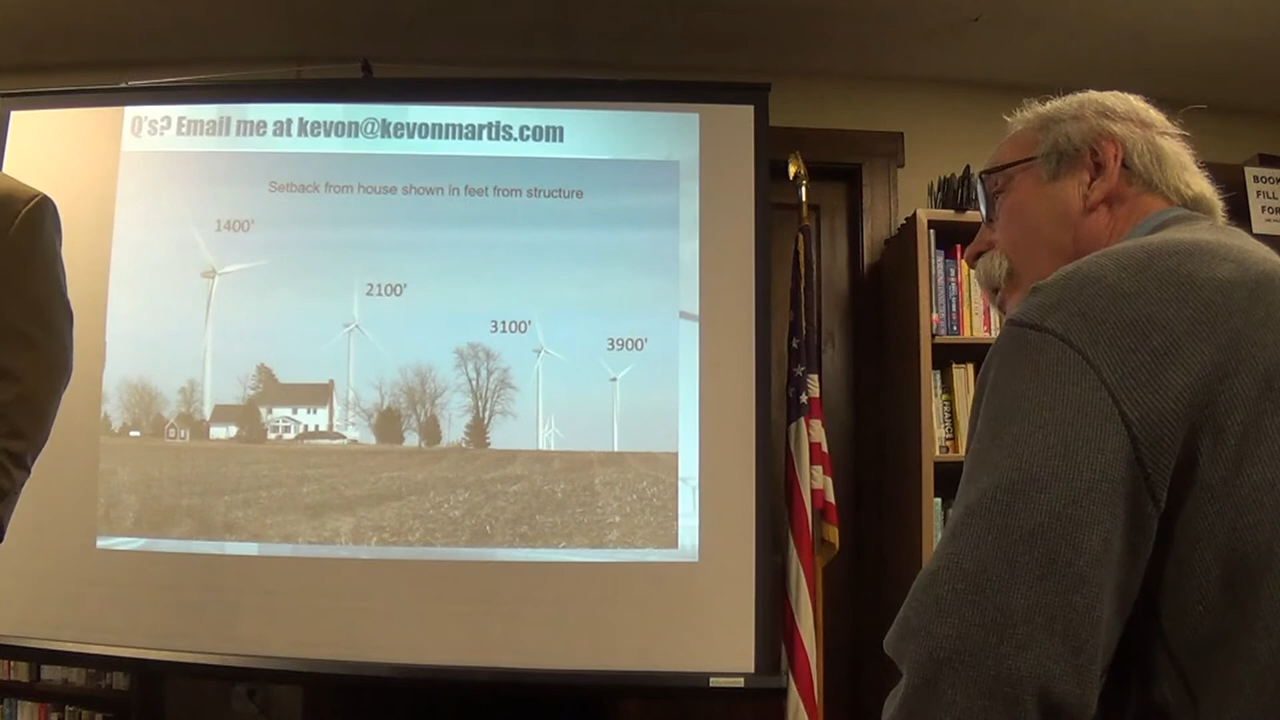 Q's? Email me at kevon@kevonmartis.com
Setback from house shown in feet from structure
1400'
2100'
3100'
3900'
FRANCE
BOOK
FILL
FOR